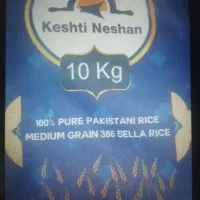 Keshti Neshan
10 Kg
100% PURE PAKISTANI RICE
MEDIUM GRAIN 386 SELLA RICE